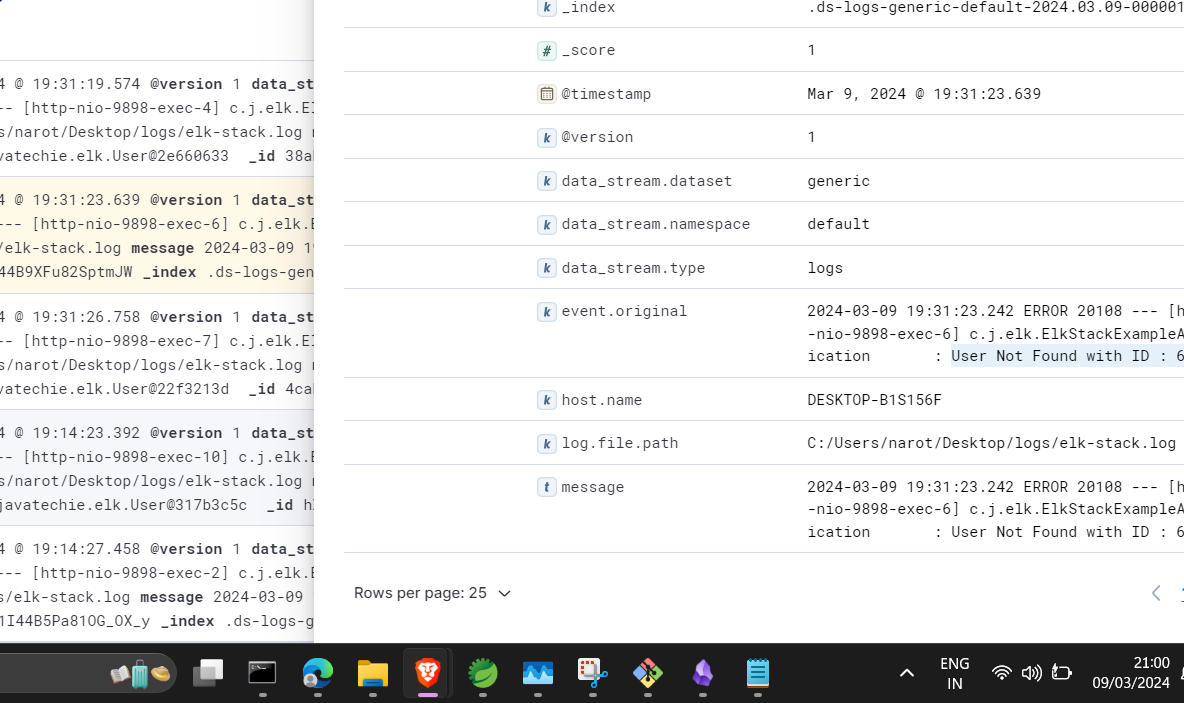 4 @ 19:31:19.574 @version 1 data_st
-- [http-nio-9898-exec-4] c.j.elk.El
s/narot/Desktop/logs/elk-stack.log
vatechie.elk.User@2e660633 _id 38a
4 @ 19:31:23.639 @version 1 data_st
--- [http-nio-9898-exec-6] c.j.elk.E
/elk-stack.log message 2024-03-09 19
44B9XFu82SptmJW _index .ds-logs-gen
4 @ 19:31:26.758 @version 1 data_st
-- [http-nio-9898-exec-7] c.j.elk.El
s/narot/Desktop/logs/elk-stack.log
vatechie.elk.User@22f3213d _id 4ca
4 @ 19:14:23.392 @version 1 data_st
-- [http-nio-9898-exec-10] c.j.elk.E
s/narot/Desktop/logs/elk-stack.log
javatechie.elk.User@317b3c5c _id h
4 @ 19:14:27.458 @version 1 data_st
--- [http-nio-9898-exec-2] c.j.elk.E
s/elk-stack.log message 2024-03-09
1I44B5Pa81OG_OX_y _index .ds-logs-g
k _index .ds-logs-generic-default-2024.03.09-000001
# _score 1
@timestamp Mar 9, 2024 @ 19:31:23.639
k @version 1
k data_stream.dataset generic
k data_stream.namespace default
k data_stream.type logs
k event.original 2024-03-09 19:31:23.242 ERROR 20108 --- [h
-nio-9898-exec-6] c.j.elk.ElkStackExampleA
ication : User Not Found with ID : 6
k host.name DESKTOP-B1S156F
k log.file.path C:/Users/narot/Desktop/logs/elk-stack.log
t message 2024-03-09 19:31:23.242 ERROR 20108 --- [h
-nio-9898-exec-6] c.j.elk.ElkStackExampleA
ication : User Not Found with ID : 6
Rows per page: 25
ENG
IN
21:00
09/03/2024